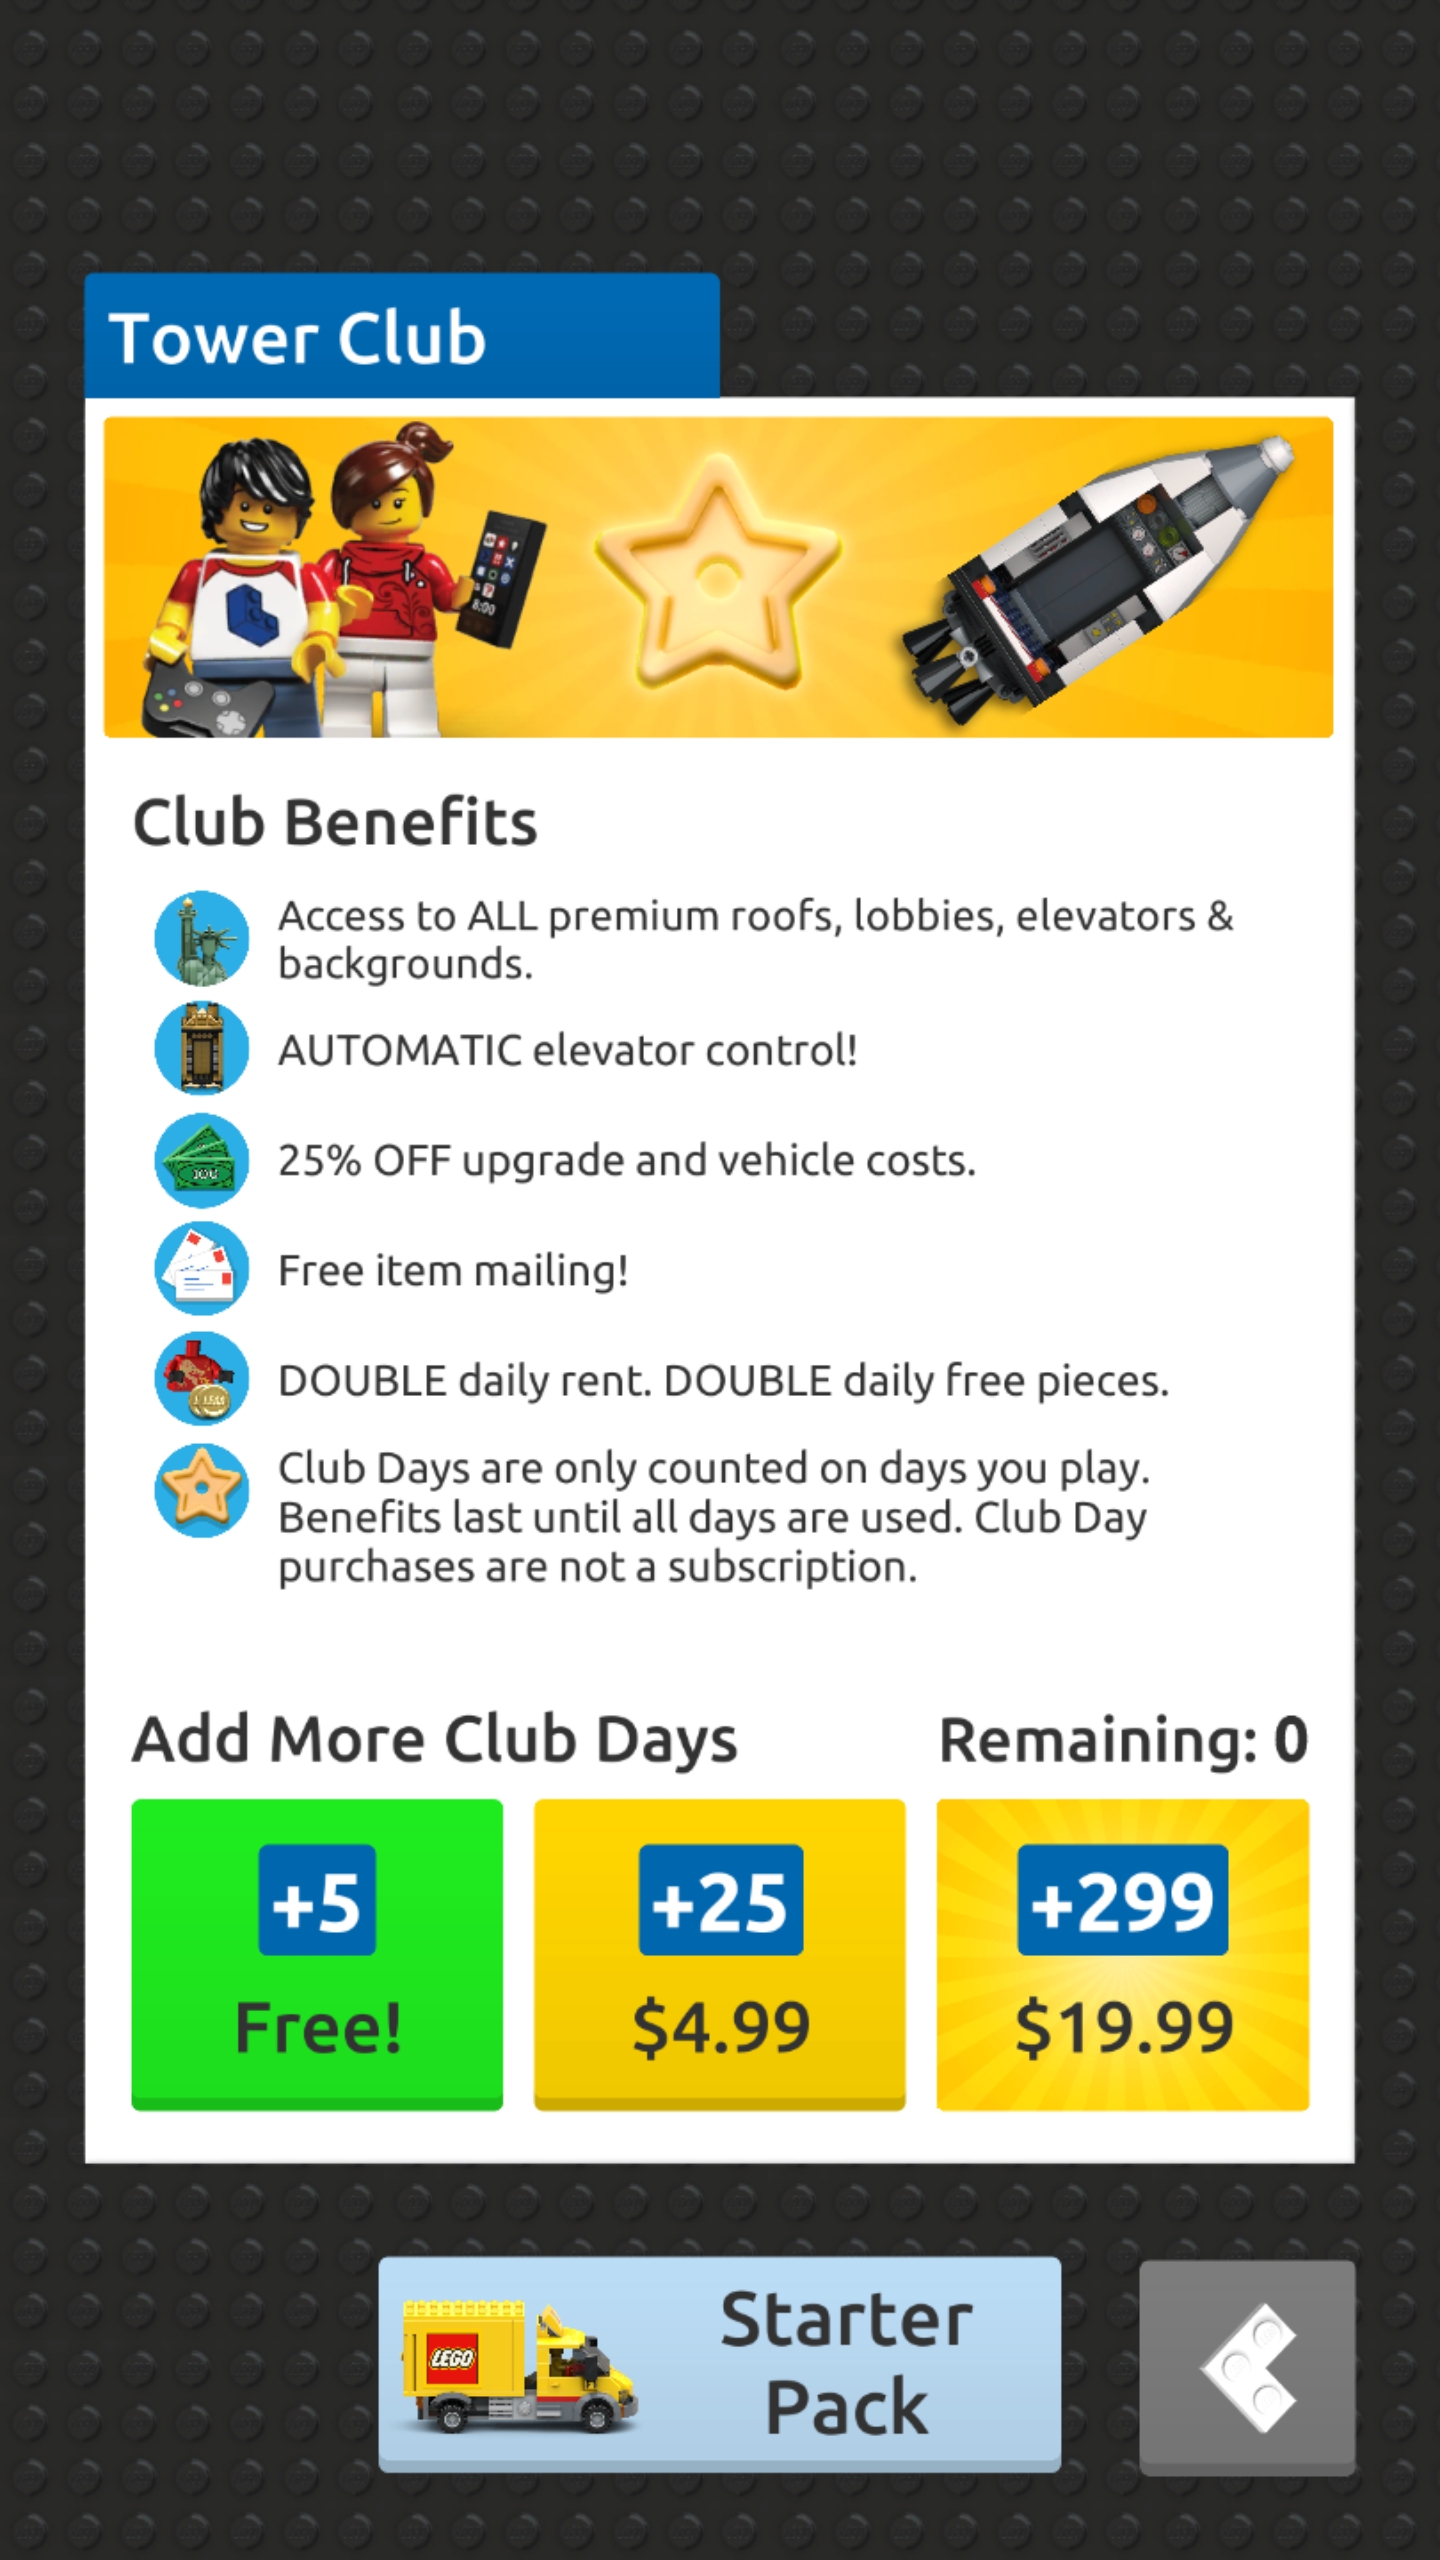 Tower Club
8:00
Club Benefits
Access to ALL premium roofs, lobbies, elevators &
backgrounds.
AUTOMATIC elevator control!
100
25% OFF upgrade and vehicle costs.
Free item mailing!
DOUBLE daily rent. DOUBLE daily free pieces.
Club Days are only counted on days you play.
Benefits last until all days are used. Club Day
purchases are not a subscription.
Add More Club Days
Remaining: 0
+5
+25
+299
Free!
$4.99
$19.99
LEGO
Starter
Pack